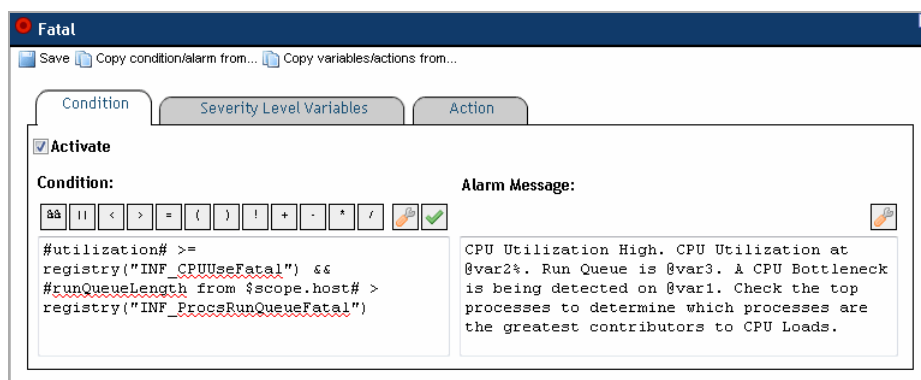 Fatal
Save Copy condition/alarm from... Copy variables/actions from...
Condition Severity Level Variables Action
Activate
Condition:
Alarm Message:
&& || < > = ( ) ! + - * /
#utilization# >=
registry("INF_CPUUseFatal") &&
#runQueueLength from $scope.host# >
registry("INF_ProcsRunQueueFatal")
CPU Utilization High. CPU Utilization at
@var2%. Run Queue is @var3. A CPU Bottleneck
is being detected on @var1. Check the top
processes to determine which processes are
the greatest contributors to CPU Loads.